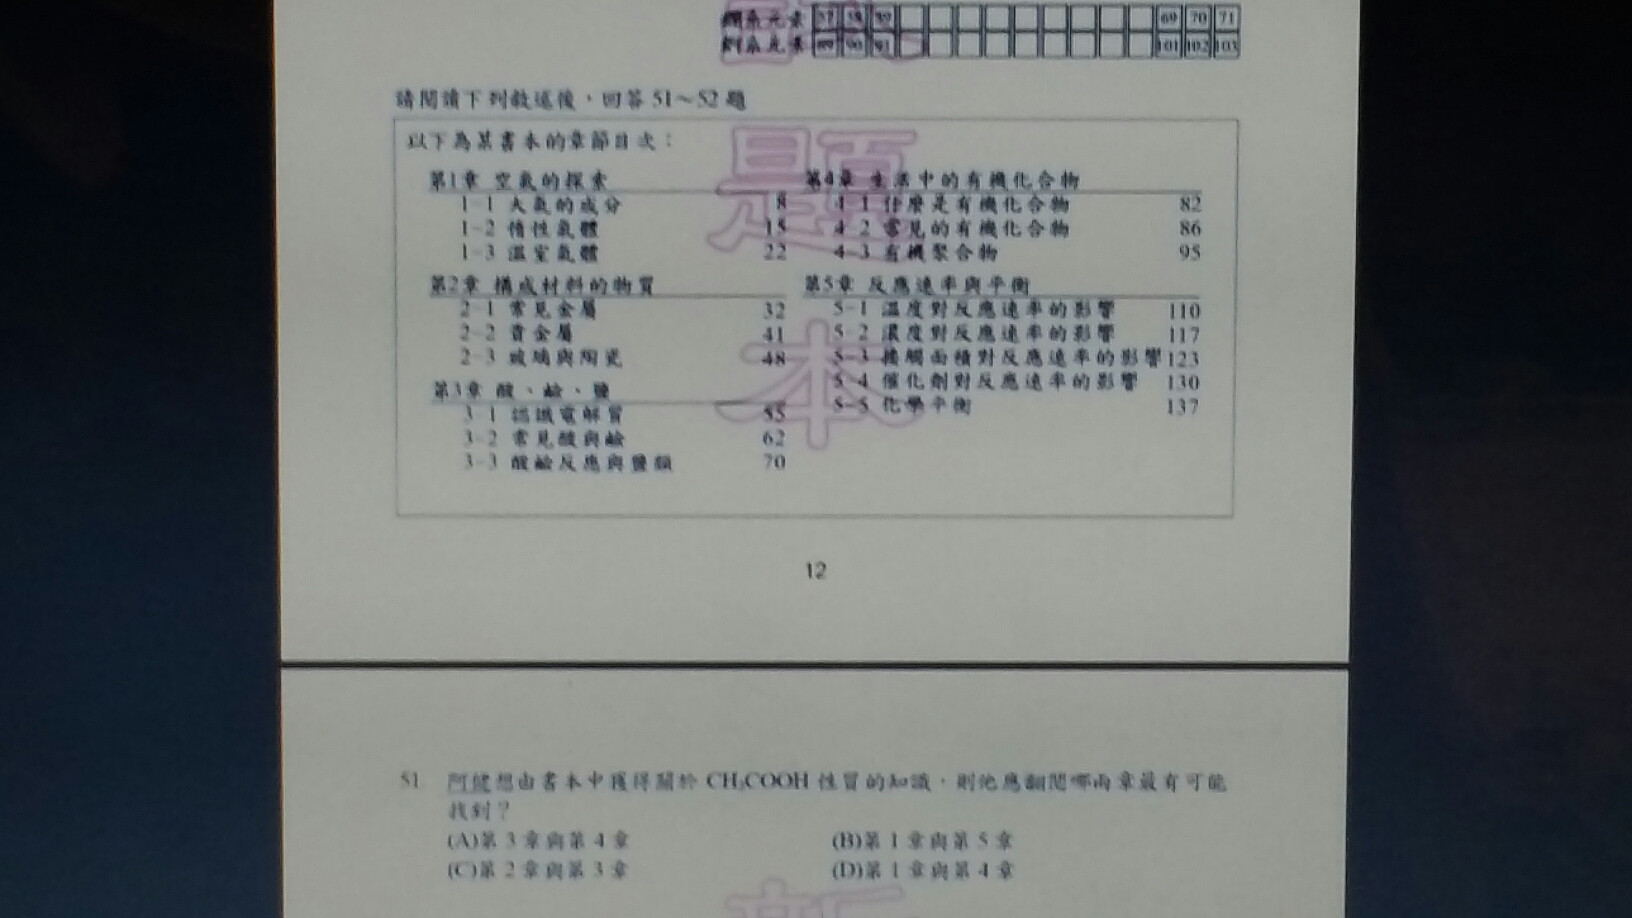 鑭系元素 57 58 59 69 70 71
錒系元素 89 90 91 101 102 103
請閱讀下列敘述後，回答 51～52 題
以下為某書本的章節目次：
第1章 空氣的探索
1-1 大氣的成分 8
1-2 惰性氣體 15
1-3 溫室氣體 22
第2章 構成材料的物質
2-1 常見金屬 32
2-2 貴金屬 41
2-3 玻璃與陶瓷 48
第3章 酸、鹼、鹽
3-1 認識電解質 55
3-2 常見酸與鹼 62
3-3 酸鹼反應與鹽類 70
第4章 生活中的有機化合物
4-1 什麼是有機化合物 82
4-2 常見的有機化合物 86
4-3 有機聚合物 95
第5章 反應速率與平衡
5-1 溫度對反應速率的影響 110
5-2 濃度對反應速率的影響 117
5-3 接觸面積對反應速率的影響 123
5-4 催化劑對反應速率的影響 130
5-5 化學平衡 137
題
本
12
51 阿健想由書本中獲得關於 CH₃COOH 性質的知識，則他應翻閱哪兩章最有可能
找到？
(A)第 3 章與第 4 章 (B)第 1 章與第 5 章
(C)第 2 章與第 3 章 (D)第 1 章與第 4 章